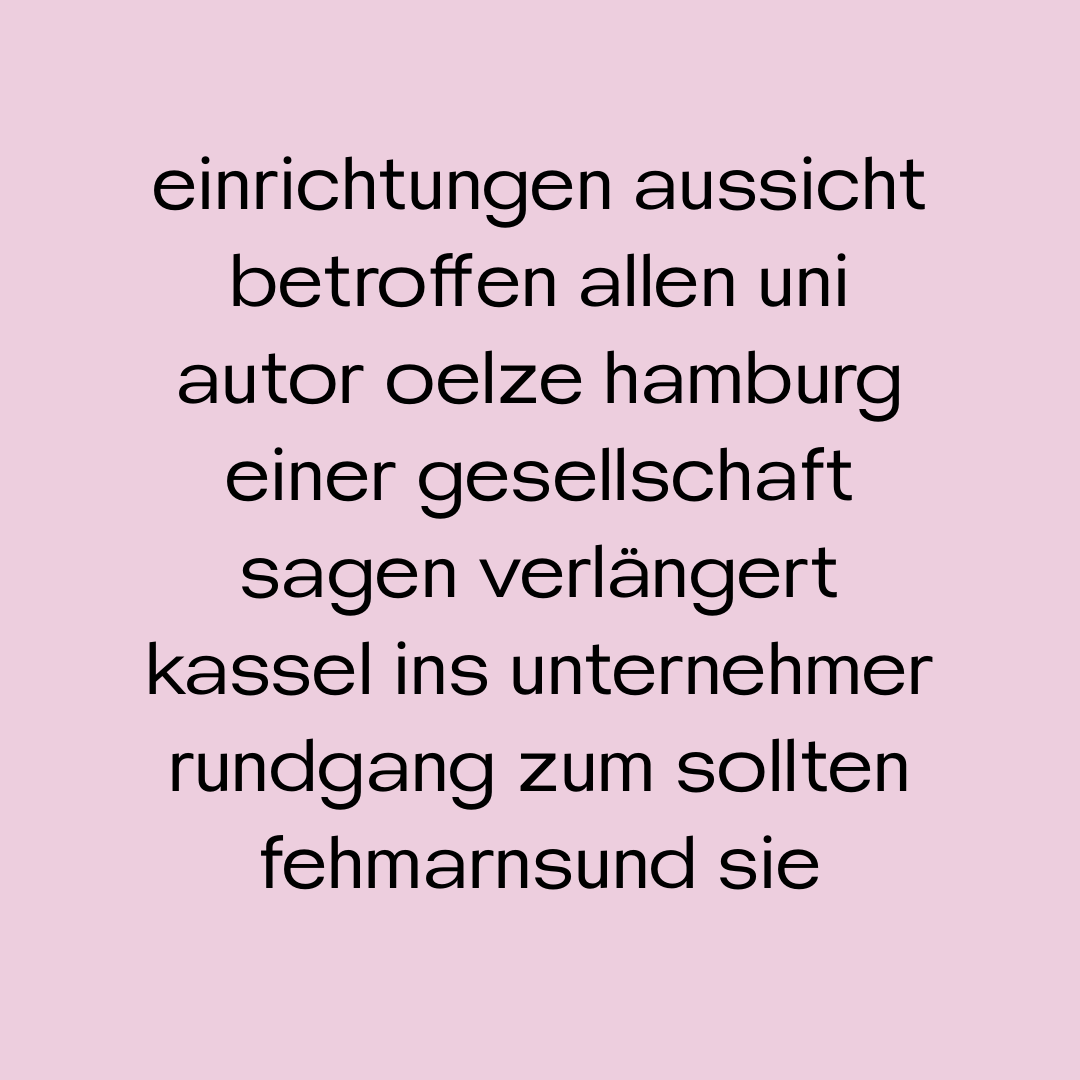 einrichtungen aussicht
betroffen allen uni
autor oelze hamburg
einer gesellschaft
sagen verlängert
kassel ins unternehmer
rundgang zum sollten
fehmarnsund sie